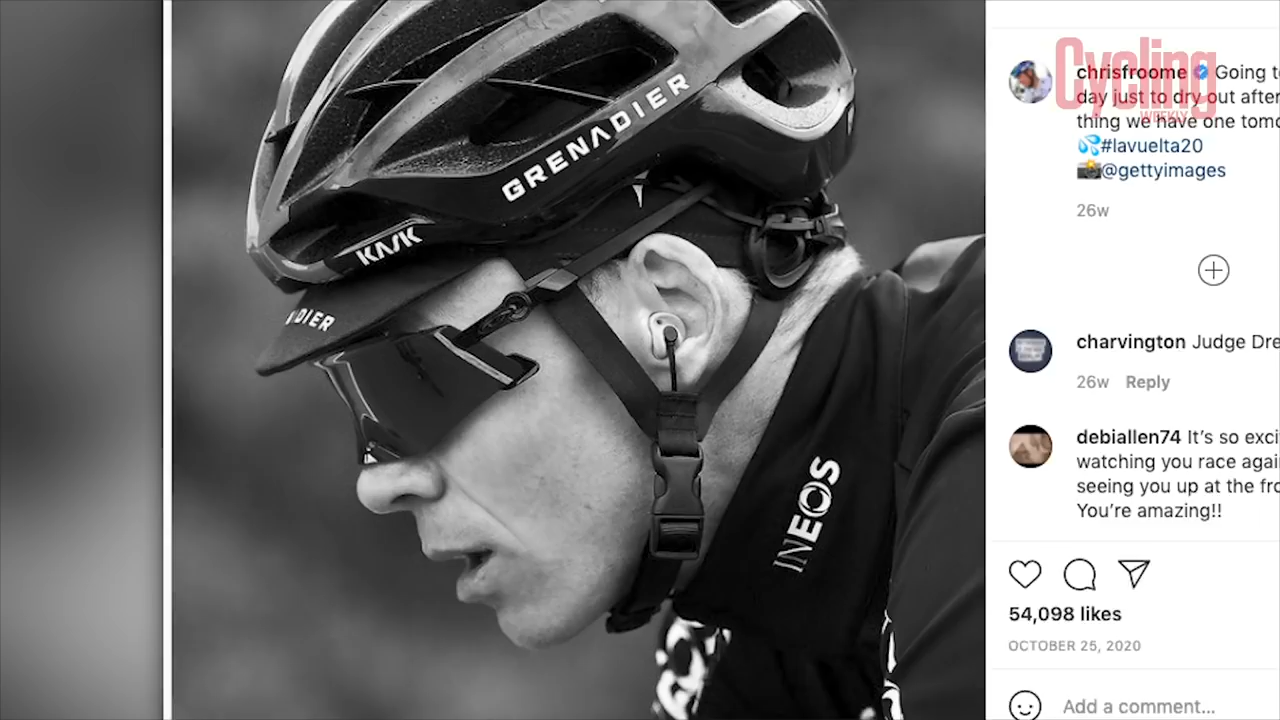 GRENADIER
KASK
DIER
INEOS
Cycling
WEEKLY
chrisfroome Going to
day just to dry out after
thing we have one tomo
💦#lavuelta20
📸@gettyimages
26w
charvington Judge Dre
26w Reply
debiallen74 It's so exci
watching you race agai
seeing you up at the fro
You're amazing!!
54,098 likes
OCTOBER 25, 2020
Add a comment...